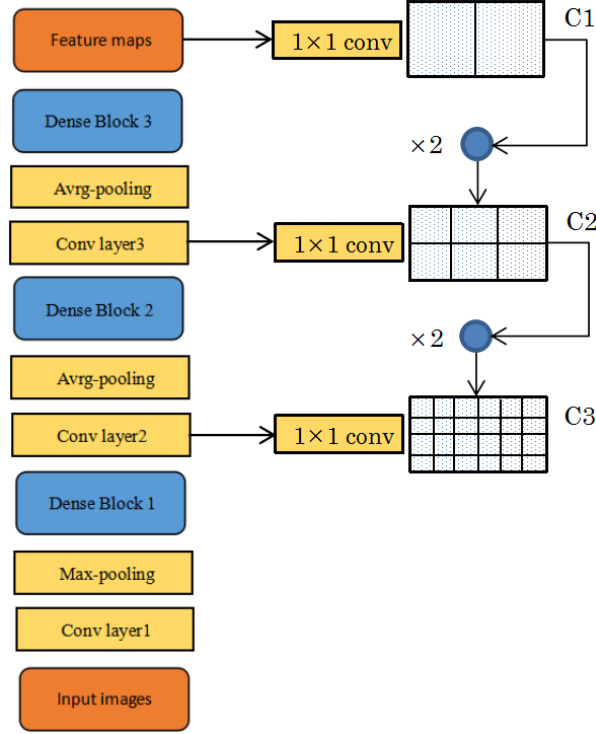 Feature maps
1×1 conv
C1
Dense Block 3
×2
Avrg-pooling
Conv layer3
1×1 conv
C2
Dense Block 2
×2
Avrg-pooling
Conv layer2
1×1 conv
C3
Dense Block 1
Max-pooling
Conv layer1
Input images